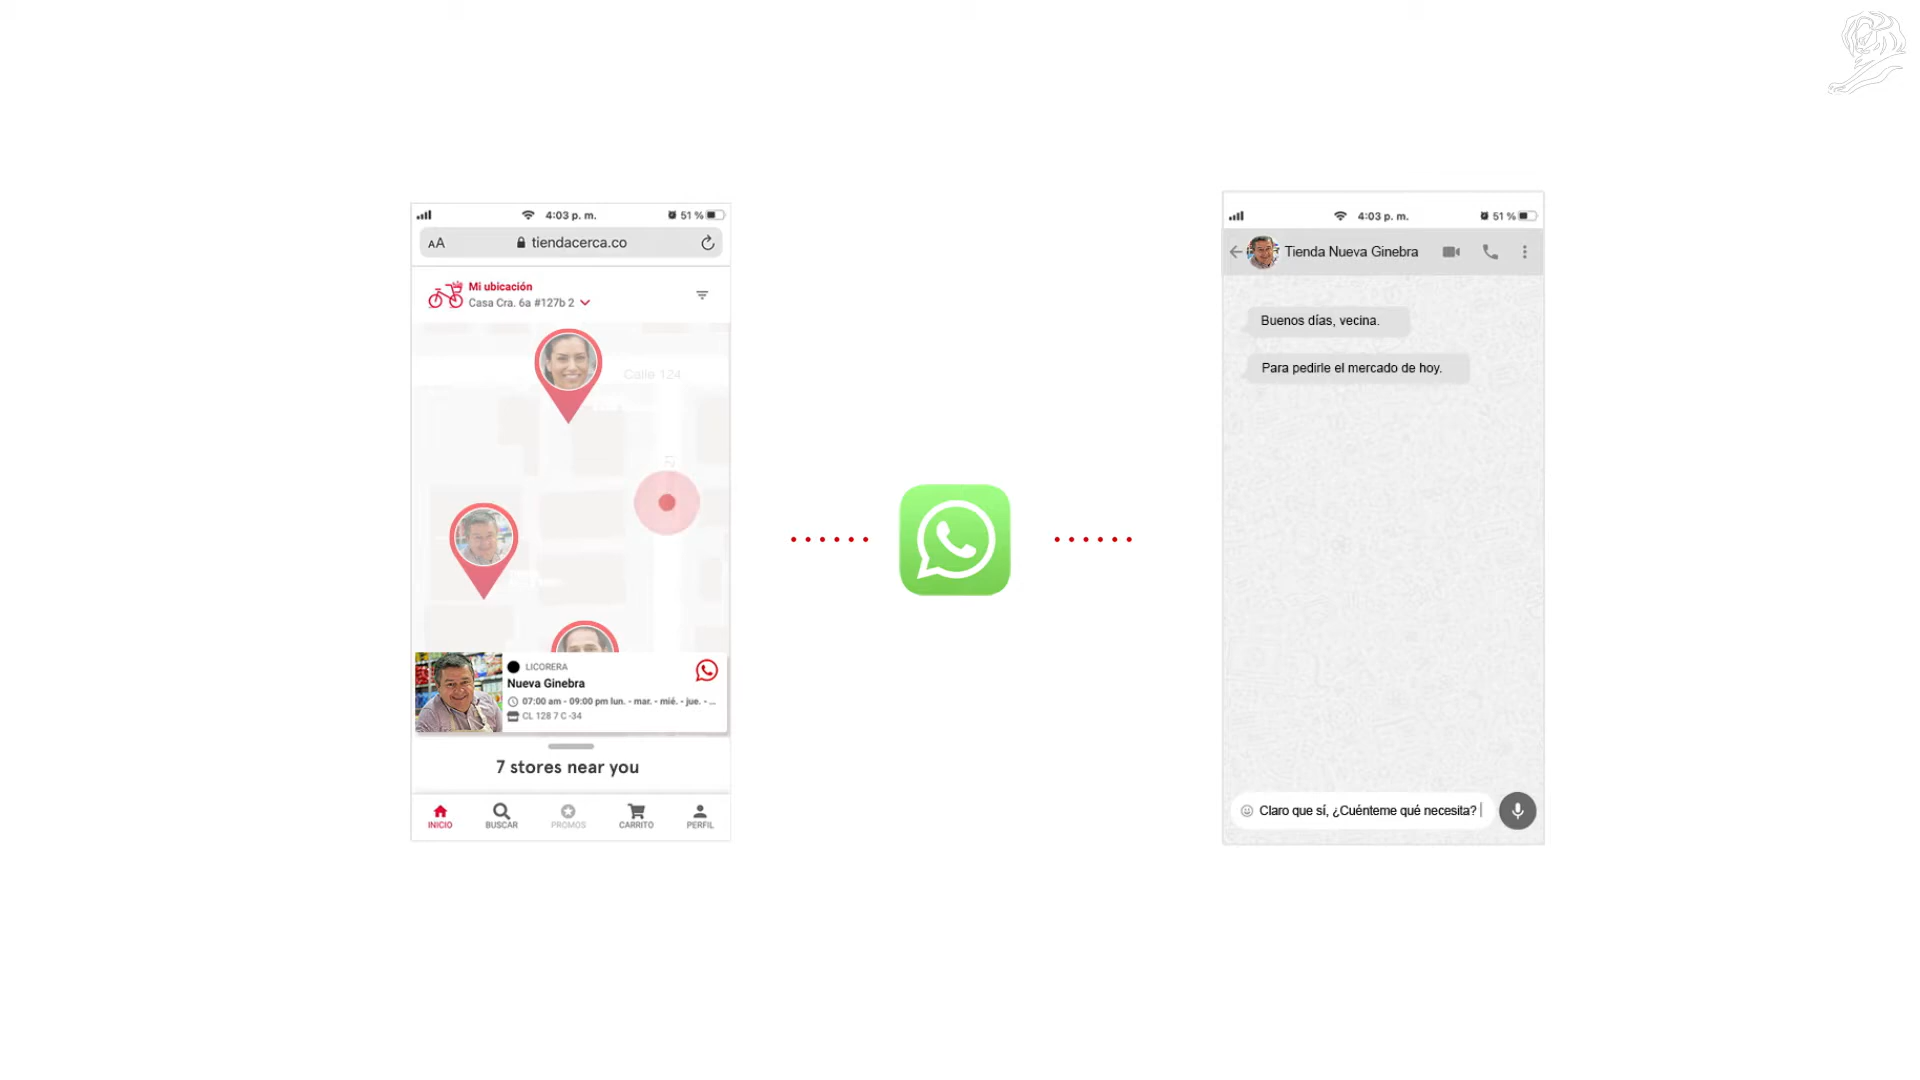 4:03 p. m.
51 %
AA
tiendacerca.co
Mi ubicación
Casa Cra. 6a #127b 2
Calle 124
LICORERA
Nueva Ginebra
07:00 am - 09:00 pm lun. - mar. - mié. - jue. - ...
CL 128 7 C -34
7 stores near you
INICIO
BUSCAR
PROMOS
CARRITO
PERFIL
4:03 p. m.
51 %
Tienda Nueva Ginebra
Buenos días, vecina.
Para pedirle el mercado de hoy.
Claro que sí, ¿Cuénteme qué necesita?